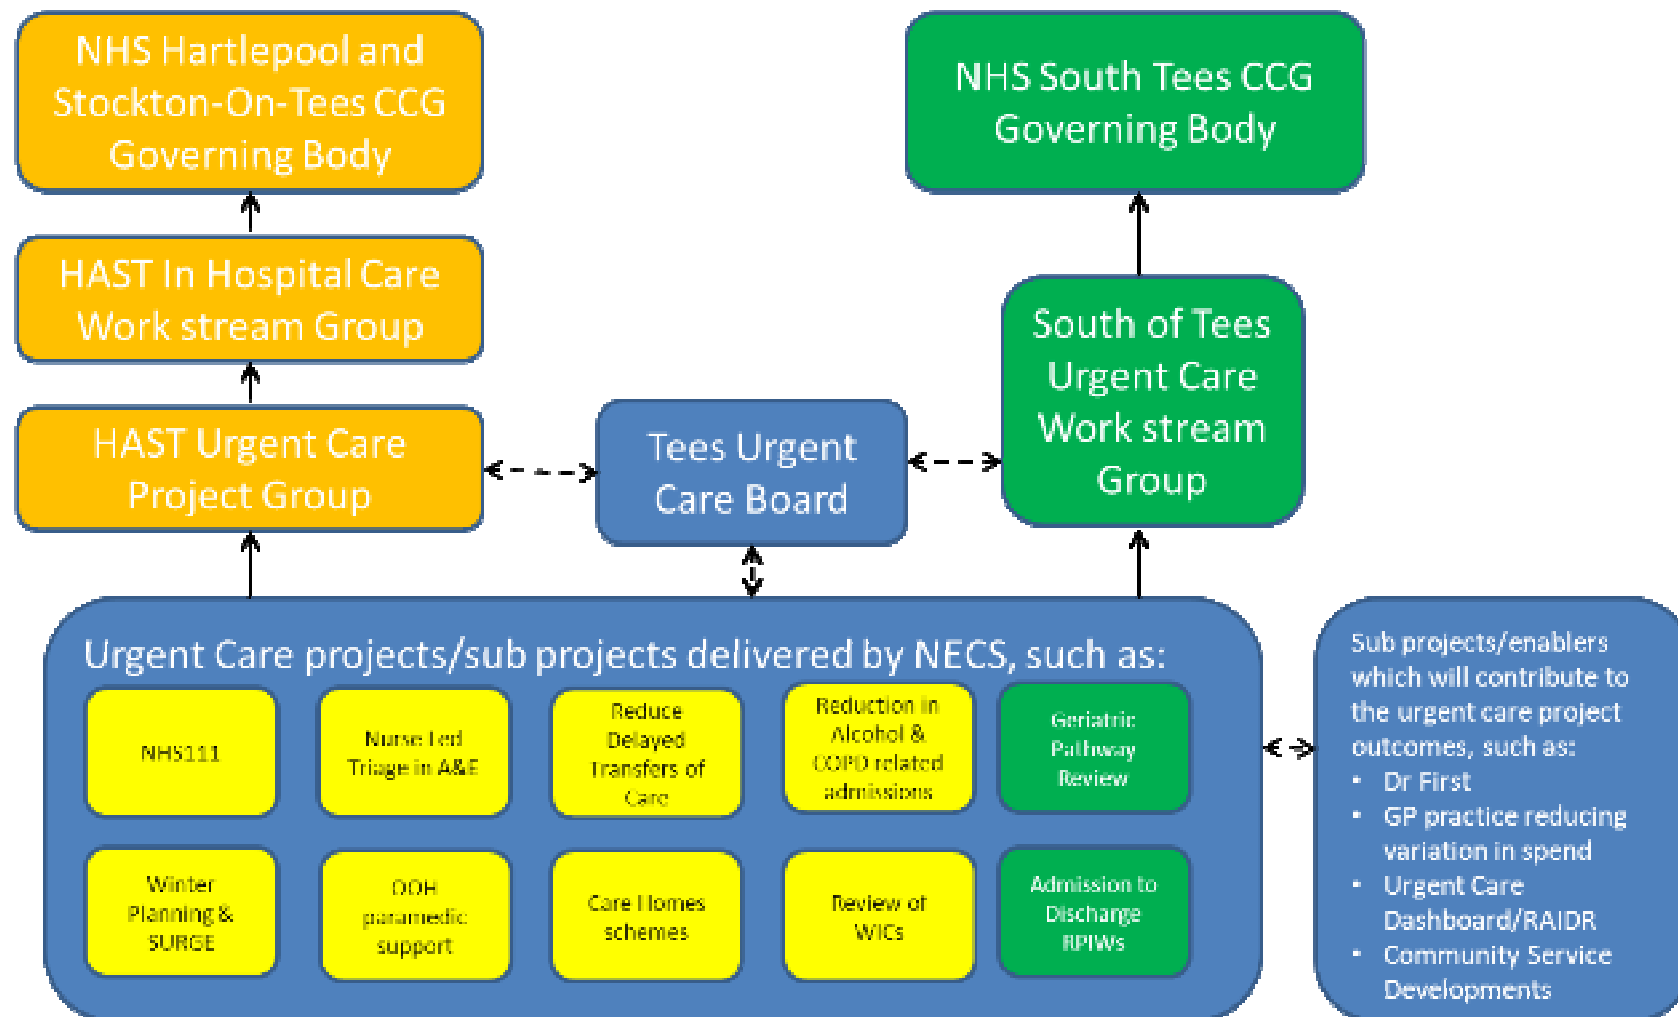 NHS Hartlepool and
Stockton-On-Tees CCG
Governing Body
NHS South Tees CCG
Governing Body
HAST In Hospital Care
Work stream Group
HAST Urgent Care
Project Group
Tees Urgent
Care Board
South of Tees
Urgent Care
Work stream
Group
Urgent Care projects/sub projects delivered by NECS, such as:
NHS111
Nurse Led
Triage in A&E
Reduce
Delayed
Transfers of
Care
Reduction in
Alcohol &
COPD related
admissions
Geriatric
Pathway
Review
Winter
Planning &
SURGE
OOH
paramedic
support
Care Homes
schemes
Review of
WICs
Admission to
Discharge
RPIWs
Sub projects/enablers
which will contribute to
the urgent care project
outcomes, such as:
• Dr First
• GP practice reducing
variation in spend
• Urgent Care
Dashboard/RAIDR
• Community Service
Developments